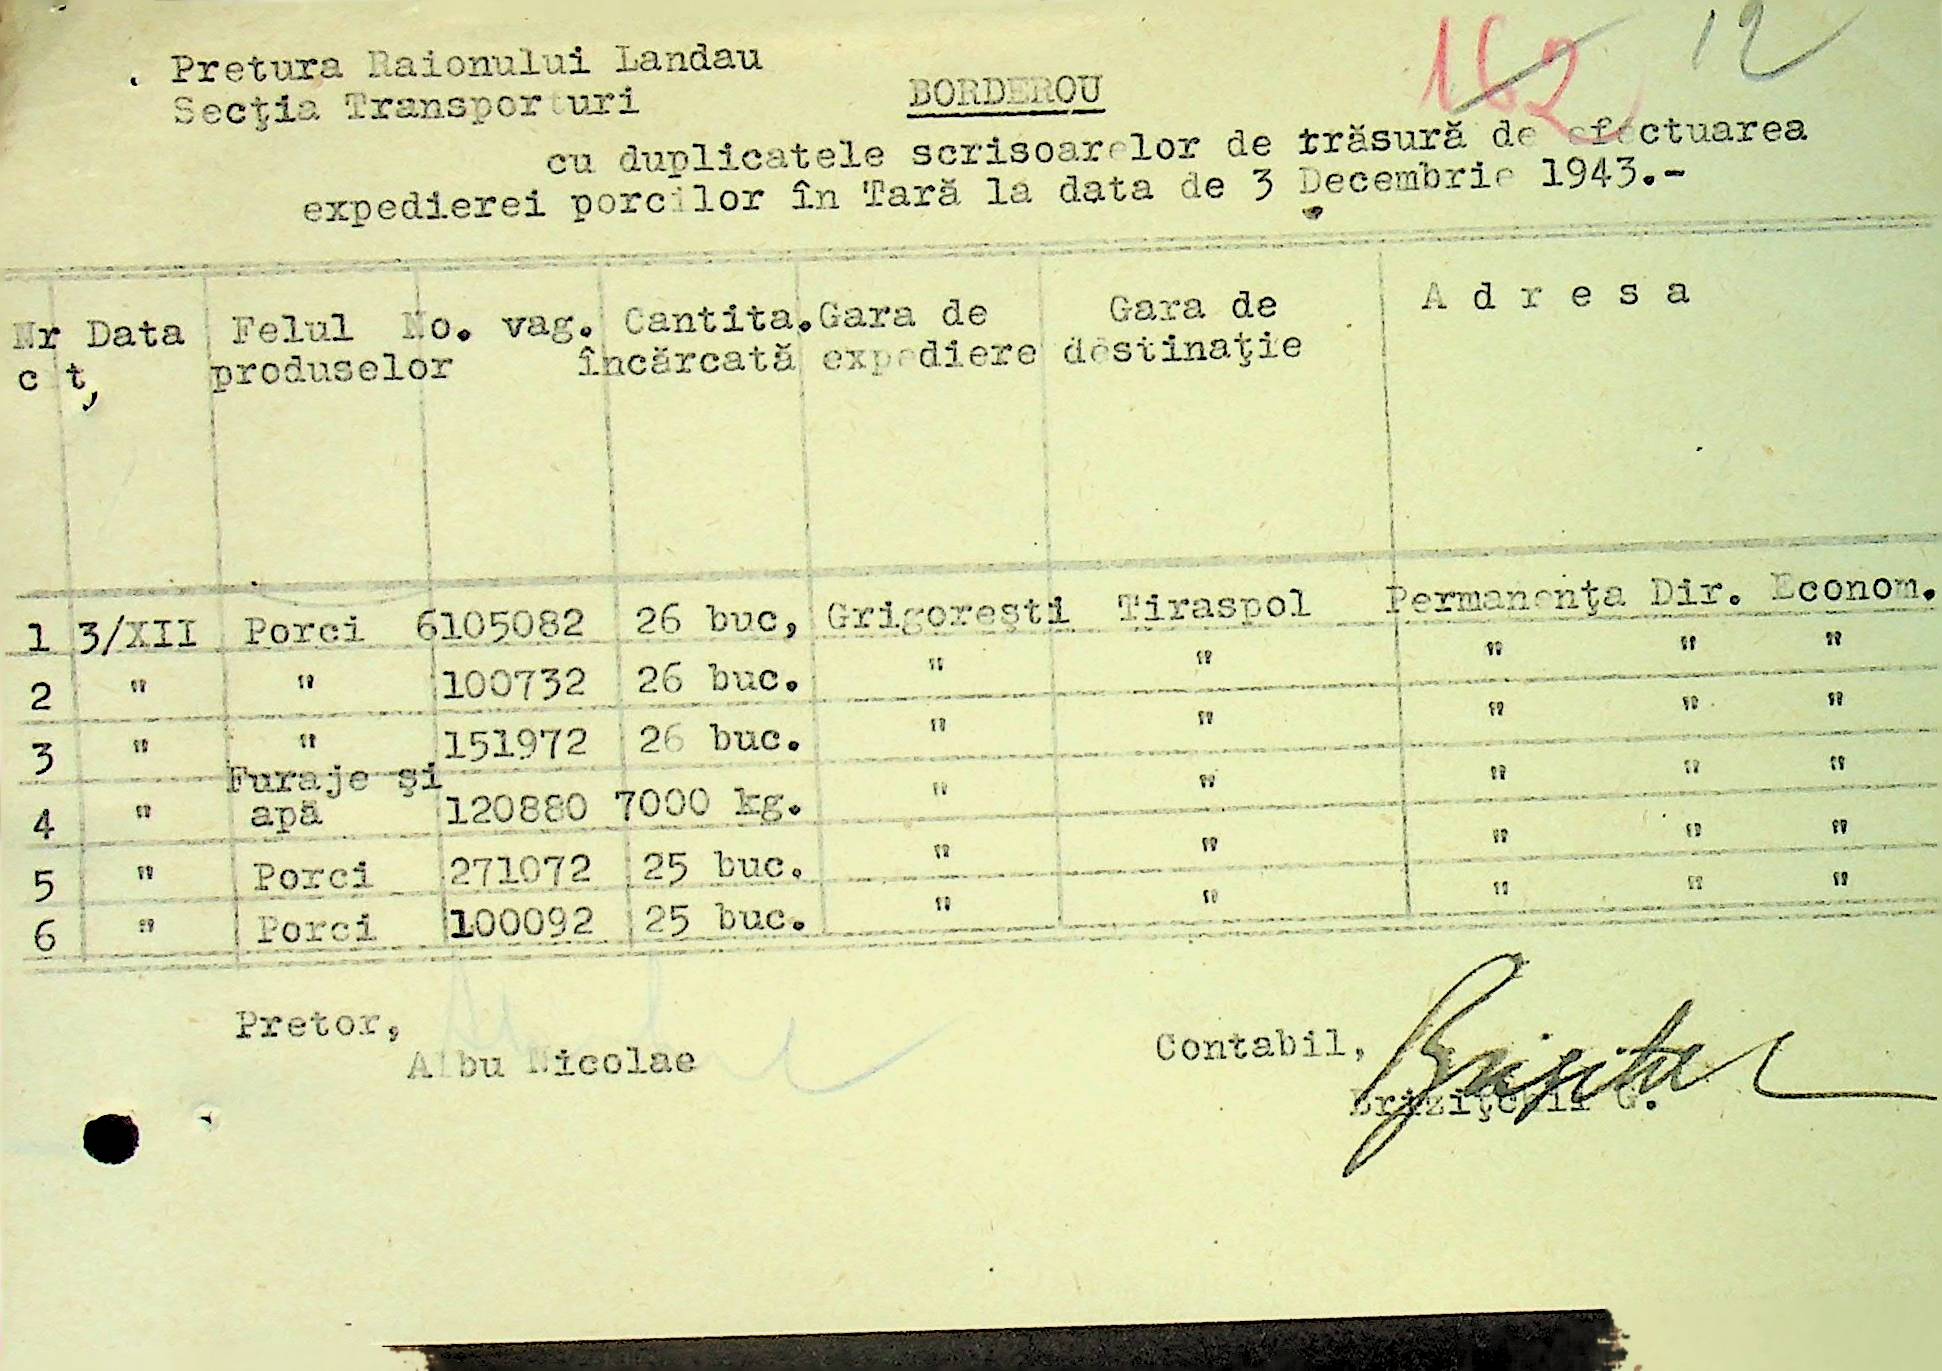 162 12
Pretura Raionului Landau
Secţia Transporturi
BORDEROU
cu duplicatele scrisoarelor de trăsură de efectuarea
expedierei porcilor în Tară la data de 3 Decembrie 1943.-
Nr Data Felul No. vag. Cantita. Gara de Gara de A d r e s a
c t, produselor încărcată expediere destinaţie
1 3/XII Porci 6105082 26 buc, Grigoreşti Tiraspol Permanenţa Dir. Econom.
2 " " 100732 26 buc. " " " " "
3 " " 151972 26 buc. " " " " "
4 " Furaje şi apă 120880 7000 kg. " " " " "
5 " Porci 271072 25 buc. " " " " "
6 " Porci 100092 25 buc. " " " " "
Pretor,
Albu Nicolae
Contabil,
G.